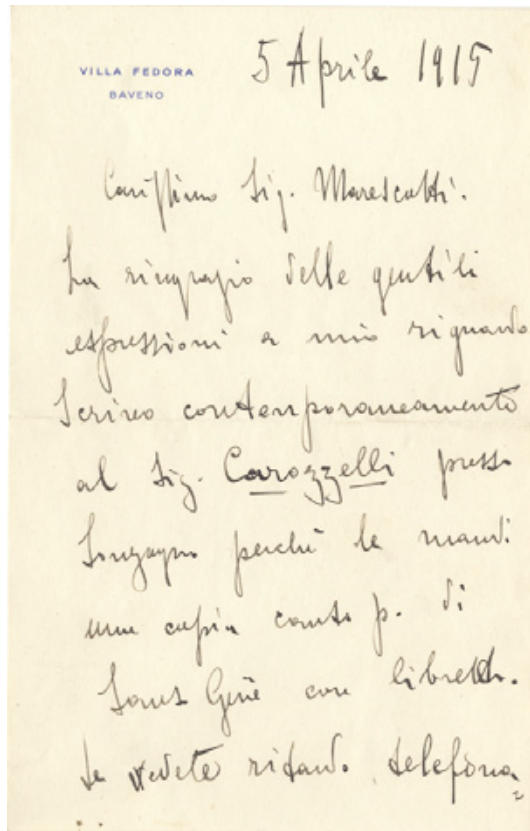 VILLA FEDORA
BAVENO
5 Aprile 1915
Carissimo Sig. Marescotti.
La ringrazio delle gentili
espressioni a mio riguardo
Scrivo contemporaneamente
al Sig. Carozzelli presso
Sonzogno perchè le mandi
una copia canto p. di
Sans Gêne con libretto.
Se vedete ritardo telefona=